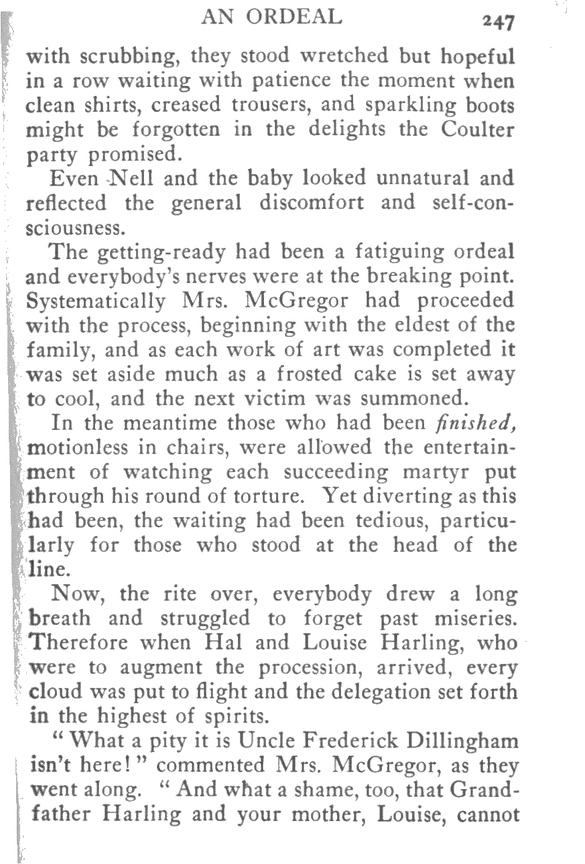 AN ORDEAL 247
with scrubbing, they stood wretched but hopeful
in a row waiting with patience the moment when
clean shirts, creased trousers, and sparkling boots
might be forgotten in the delights the Coulter
party promised.
Even Nell and the baby looked unnatural and
reflected the general discomfort and self-con-
sciousness.
The getting-ready had been a fatiguing ordeal
and everybody's nerves were at the breaking point.
Systematically Mrs. McGregor had proceeded
with the process, beginning with the eldest of the
family, and as each work of art was completed it
was set aside much as a frosted cake is set away
to cool, and the next victim was summoned.
In the meantime those who had been finished,
motionless in chairs, were allowed the entertain-
ment of watching each succeeding martyr put
through his round of torture. Yet diverting as this
had been, the waiting had been tedious, particu-
larly for those who stood at the head of the
line.
Now, the rite over, everybody drew a long
breath and struggled to forget past miseries.
Therefore when Hal and Louise Harling, who
were to augment the procession, arrived, every
cloud was put to flight and the delegation set forth
in the highest of spirits.
“ What a pity it is Uncle Frederick Dillingham
isn't here! ” commented Mrs. McGregor, as they
went along. “ And what a shame, too, that Grand-
father Harling and your mother, Louise, cannot